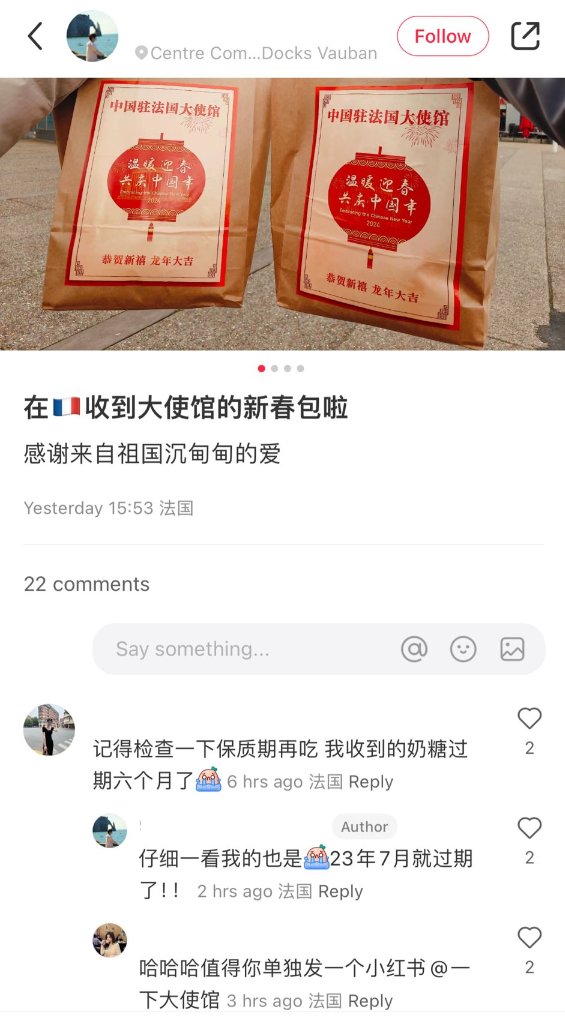 Centre Com...Docks Vauban
Follow
中国驻法国大使馆
温暖迎春
共庆中国年
Embracing the Chinese New Year
2024
恭贺新禧 龙年大吉
中国驻法国大使馆
温暖迎春
共庆中国年
Embracing the Chinese New Year
2024
恭贺新禧 龙年大吉
在🇫🇷收到大使馆的新春包啦
感谢来自祖国沉甸甸的爱
Yesterday 15:53 法国
22 comments
Say something...
记得检查一下保质期再吃 我收到的奶糖过
期六个月了 6 hrs ago 法国 Reply
2
Author
仔细一看我的也是23年7月就过期
了!! 2 hrs ago 法国 Reply
2
哈哈哈值得你单独发一个小红书@一
下大使馆 3 hrs ago 法国 Reply
2